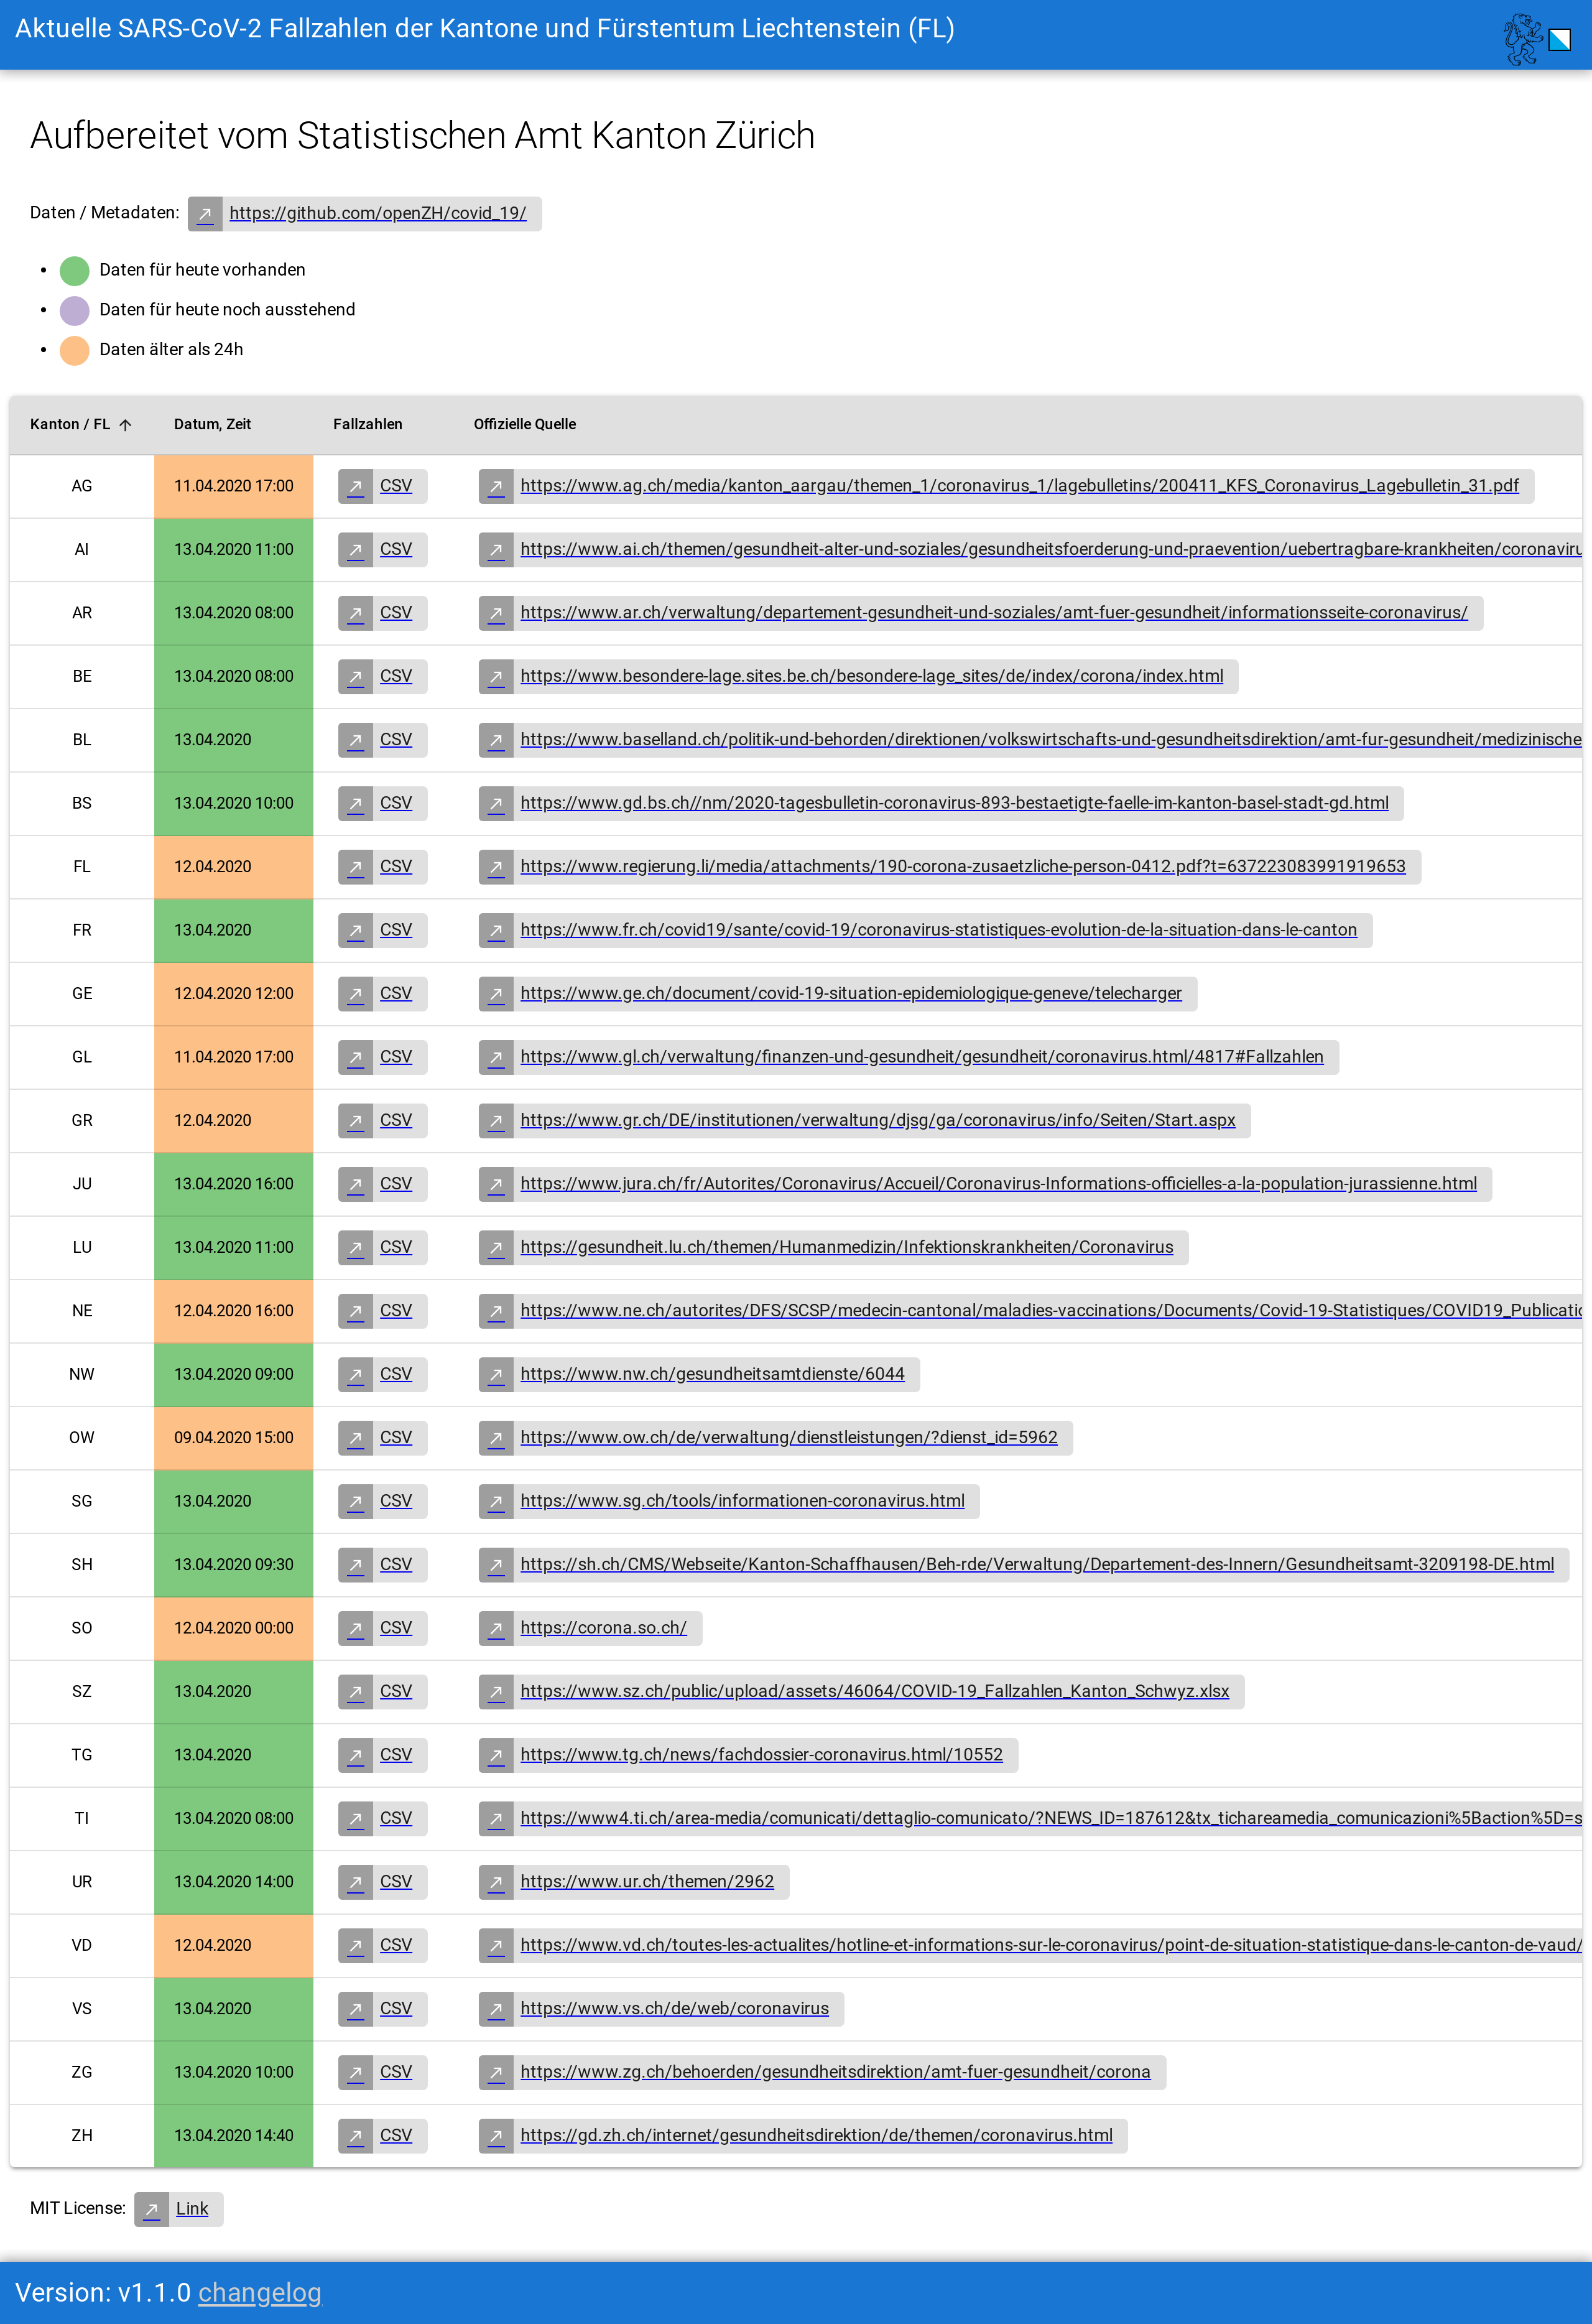 Aktuelle SARS-CoV-2 Fallzahlen der Kantone und Fürstentum Liechtenstein (FL)
Aufbereitet vom Statistischen Amt Kanton Zürich
Daten / Metadaten: https://github.com/openZH/covid_19/
Daten für heute vorhanden
Daten für heute noch ausstehend
Daten älter als 24h
Kanton / FL Datum, Zeit Fallzahlen Offizielle Quelle
AG 11.04.2020 17:00 CSV https://www.ag.ch/media/kanton_aargau/themen_1/coronavirus_1/lagebulletins/200411_KFS_Coronavirus_Lagebulletin_31.pdf
AI 13.04.2020 11:00 CSV https://www.ai.ch/themen/gesundheit-alter-und-soziales/gesundheitsfoerderung-und-praevention/uebertragbare-krankheiten/coronaviru
AR 13.04.2020 08:00 CSV https://www.ar.ch/verwaltung/departement-gesundheit-und-soziales/amt-fuer-gesundheit/informationsseite-coronavirus/
BE 13.04.2020 08:00 CSV https://www.besondere-lage.sites.be.ch/besondere-lage_sites/de/index/corona/index.html
BL 13.04.2020 CSV https://www.baselland.ch/politik-und-behorden/direktionen/volkswirtschafts-und-gesundheitsdirektion/amt-fur-gesundheit/medizinische
BS 13.04.2020 10:00 CSV https://www.gd.bs.ch//nm/2020-tagesbulletin-coronavirus-893-bestaetigte-faelle-im-kanton-basel-stadt-gd.html
FL 12.04.2020 CSV https://www.regierung.li/media/attachments/190-corona-zusaetzliche-person-0412.pdf?t=637223083991919653
FR 13.04.2020 CSV https://www.fr.ch/covid19/sante/covid-19/coronavirus-statistiques-evolution-de-la-situation-dans-le-canton
GE 12.04.2020 12:00 CSV https://www.ge.ch/document/covid-19-situation-epidemiologique-geneve/telecharger
GL 11.04.2020 17:00 CSV https://www.gl.ch/verwaltung/finanzen-und-gesundheit/gesundheit/coronavirus.html/4817#Fallzahlen
GR 12.04.2020 CSV https://www.gr.ch/DE/institutionen/verwaltung/djsg/ga/coronavirus/info/Seiten/Start.aspx
JU 13.04.2020 16:00 CSV https://www.jura.ch/fr/Autorites/Coronavirus/Accueil/Coronavirus-Informations-officielles-a-la-population-jurassienne.html
LU 13.04.2020 11:00 CSV https://gesundheit.lu.ch/themen/Humanmedizin/Infektionskrankheiten/Coronavirus
NE 12.04.2020 16:00 CSV https://www.ne.ch/autorites/DFS/SCSP/medecin-cantonal/maladies-vaccinations/Documents/Covid-19-Statistiques/COVID19_Publicatio
NW 13.04.2020 09:00 CSV https://www.nw.ch/gesundheitsamtdienste/6044
OW 09.04.2020 15:00 CSV https://www.ow.ch/de/verwaltung/dienstleistungen/?dienst_id=5962
SG 13.04.2020 CSV https://www.sg.ch/tools/informationen-coronavirus.html
SH 13.04.2020 09:30 CSV https://sh.ch/CMS/Webseite/Kanton-Schaffhausen/Beh-rde/Verwaltung/Departement-des-Innern/Gesundheitsamt-3209198-DE.html
SO 12.04.2020 00:00 CSV https://corona.so.ch/
SZ 13.04.2020 CSV https://www.sz.ch/public/upload/assets/46064/COVID-19_Fallzahlen_Kanton_Schwyz.xlsx
TG 13.04.2020 CSV https://www.tg.ch/news/fachdossier-coronavirus.html/10552
TI 13.04.2020 08:00 CSV https://www4.ti.ch/area-media/comunicati/dettaglio-comunicato/?NEWS_ID=187612&tx_tichareamedia_comunicazioni%5Baction%5D=s
UR 13.04.2020 14:00 CSV https://www.ur.ch/themen/2962
VD 12.04.2020 CSV https://www.vd.ch/toutes-les-actualites/hotline-et-informations-sur-le-coronavirus/point-de-situation-statistique-dans-le-canton-de-vaud/
VS 13.04.2020 CSV https://www.vs.ch/de/web/coronavirus
ZG 13.04.2020 10:00 CSV https://www.zg.ch/behoerden/gesundheitsdirektion/amt-fuer-gesundheit/corona
ZH 13.04.2020 14:40 CSV https://gd.zh.ch/internet/gesundheitsdirektion/de/themen/coronavirus.html
MIT License: Link
Version: v1.1.0 changelog